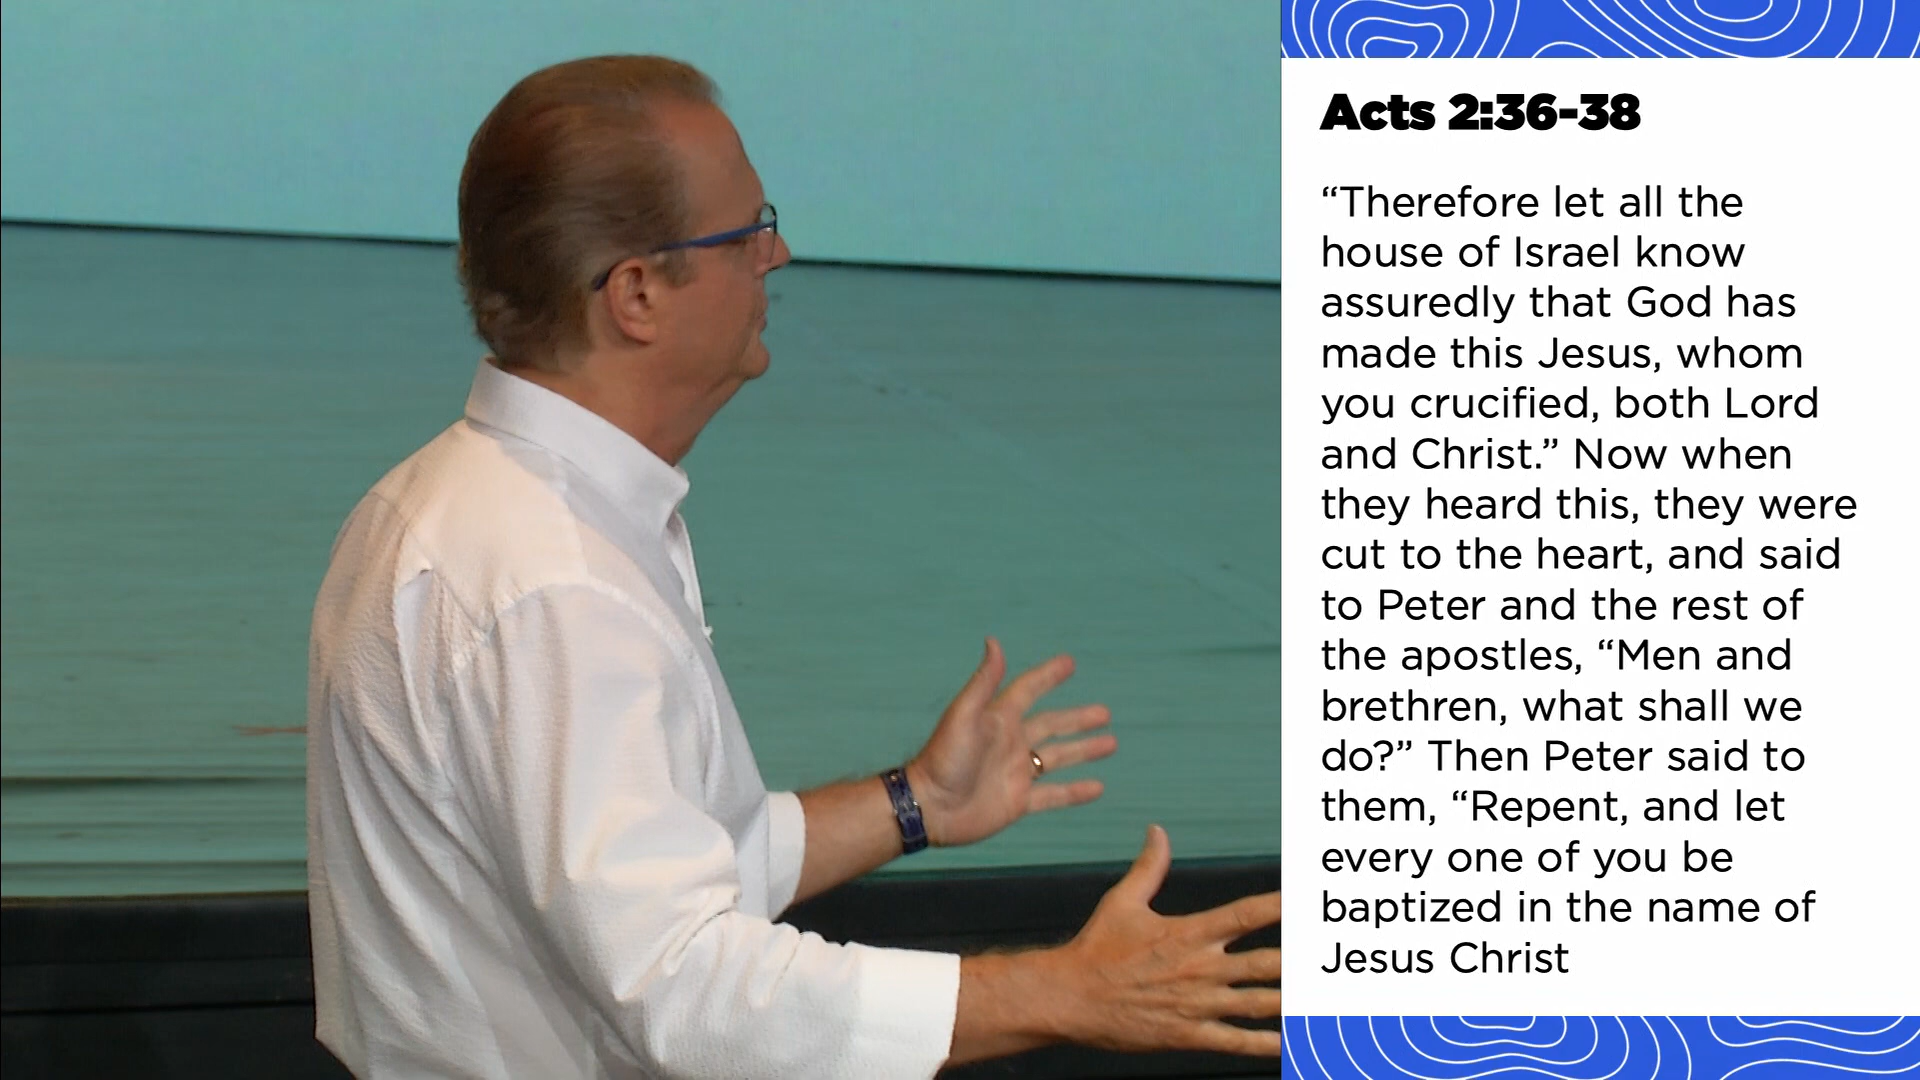 Acts 2:36-38
“Therefore let all the
house of Israel know
assuredly that God has
made this Jesus, whom
you crucified, both Lord
and Christ.” Now when
they heard this, they were
cut to the heart, and said
to Peter and the rest of
the apostles, “Men and
brethren, what shall we
do?” Then Peter said to
them, “Repent, and let
every one of you be
baptized in the name of
Jesus Christ